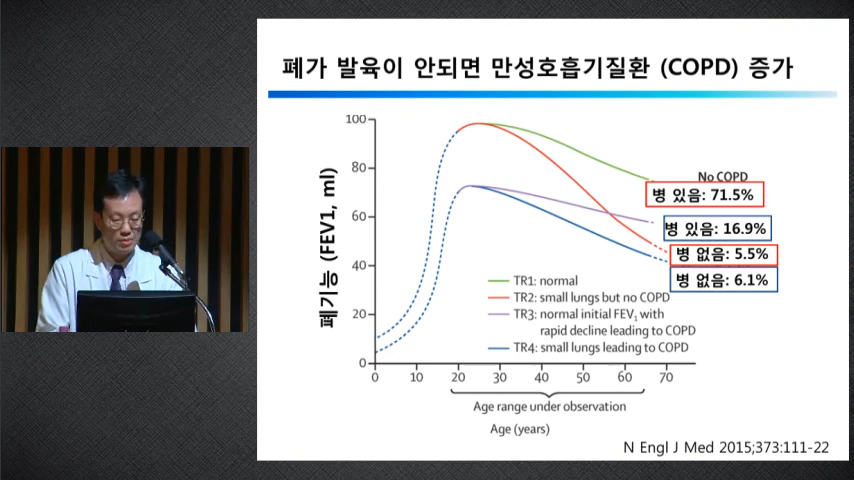 폐가 발육이 안되면 만성호흡기질환 (COPD) 증가
폐기능 (FEV1, ml)
100
80
60
40
20
0
No COPD
병 있음: 71.5%
병 있음: 16.9%
병 없음: 5.5%
병 없음: 6.1%
TR1: normal
TR2: small lungs but no COPD
TR3: normal initial FEV₁ with
rapid decline leading to COPD
TR4: small lungs leading to COPD
0 10 20 30 40 50 60 70
Age range under observation
Age (years)
N Engl J Med 2015;373:111-22